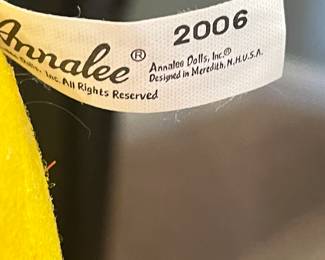 Annalee® 2006
Inc. All Rights Reserved
Annalee Dolls, Inc.®
Designed in Meredith, N.H.U.S.A.